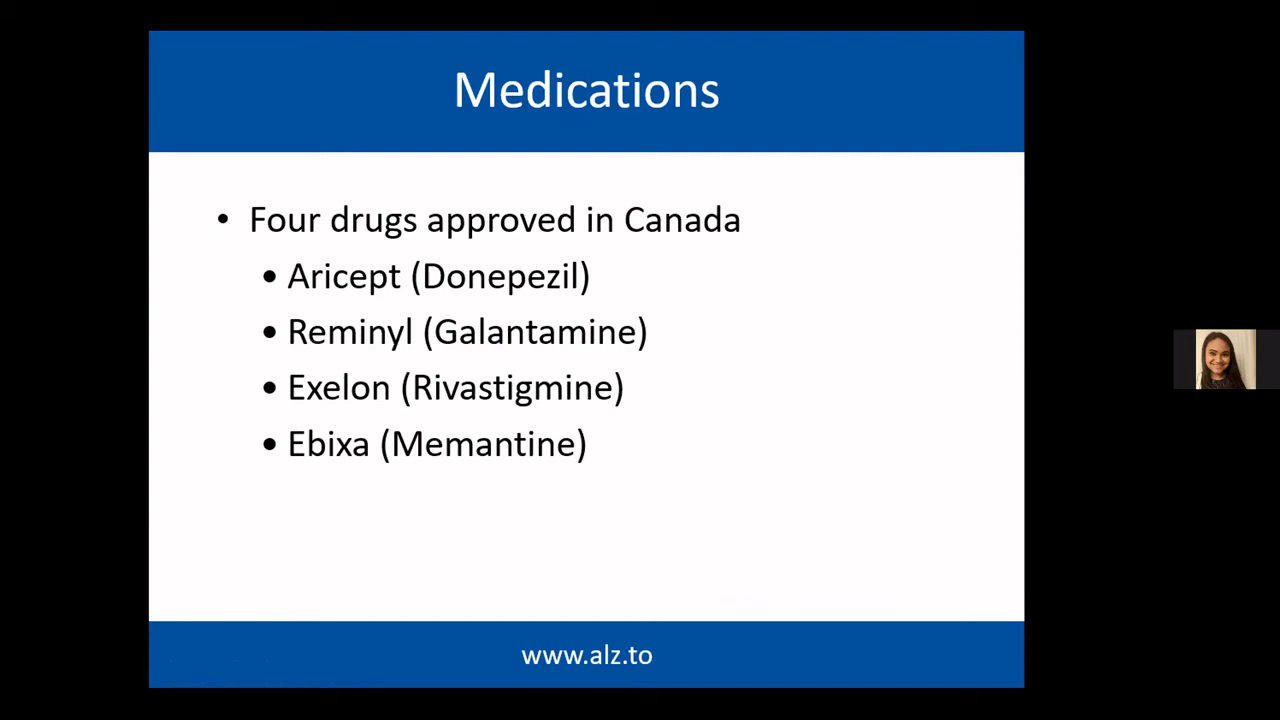 Medications
• Four drugs approved in Canada
• Aricept (Donepezil)
• Reminyl (Galantamine)
• Exelon (Rivastigmine)
• Ebixa (Memantine)
www.alz.to